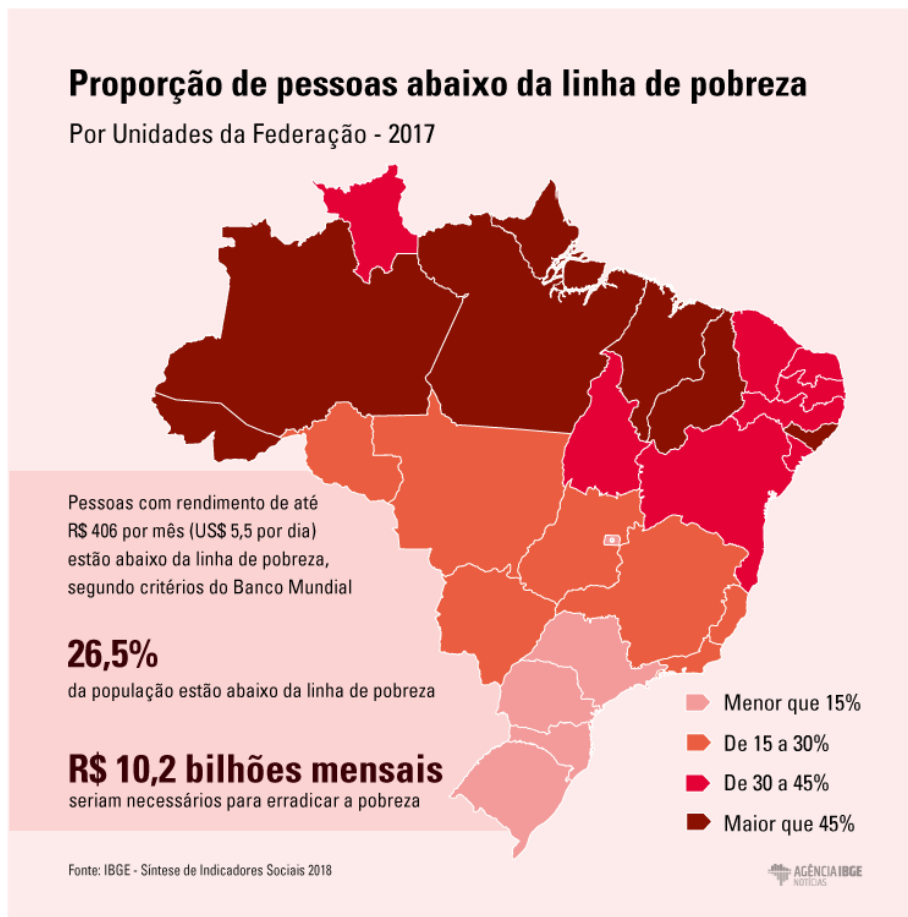 Proporção de pessoas abaixo da linha de pobreza
Por Unidades da Federação - 2017
Pessoas com rendimento de até
R$ 406 por mês (US$ 5,5 por dia)
estão abaixo da linha de pobreza,
segundo critérios do Banco Mundial
26,5%
da população estão abaixo da linha de pobreza
R$ 10,2 bilhões mensais
seriam necessários para erradicar a pobreza
Menor que 15%
De 15 a 30%
De 30 a 45%
Maior que 45%
Fonte: IBGE - Síntese de Indicadores Sociais 2018
AGÊNCIA IBGE
NOTÍCIAS